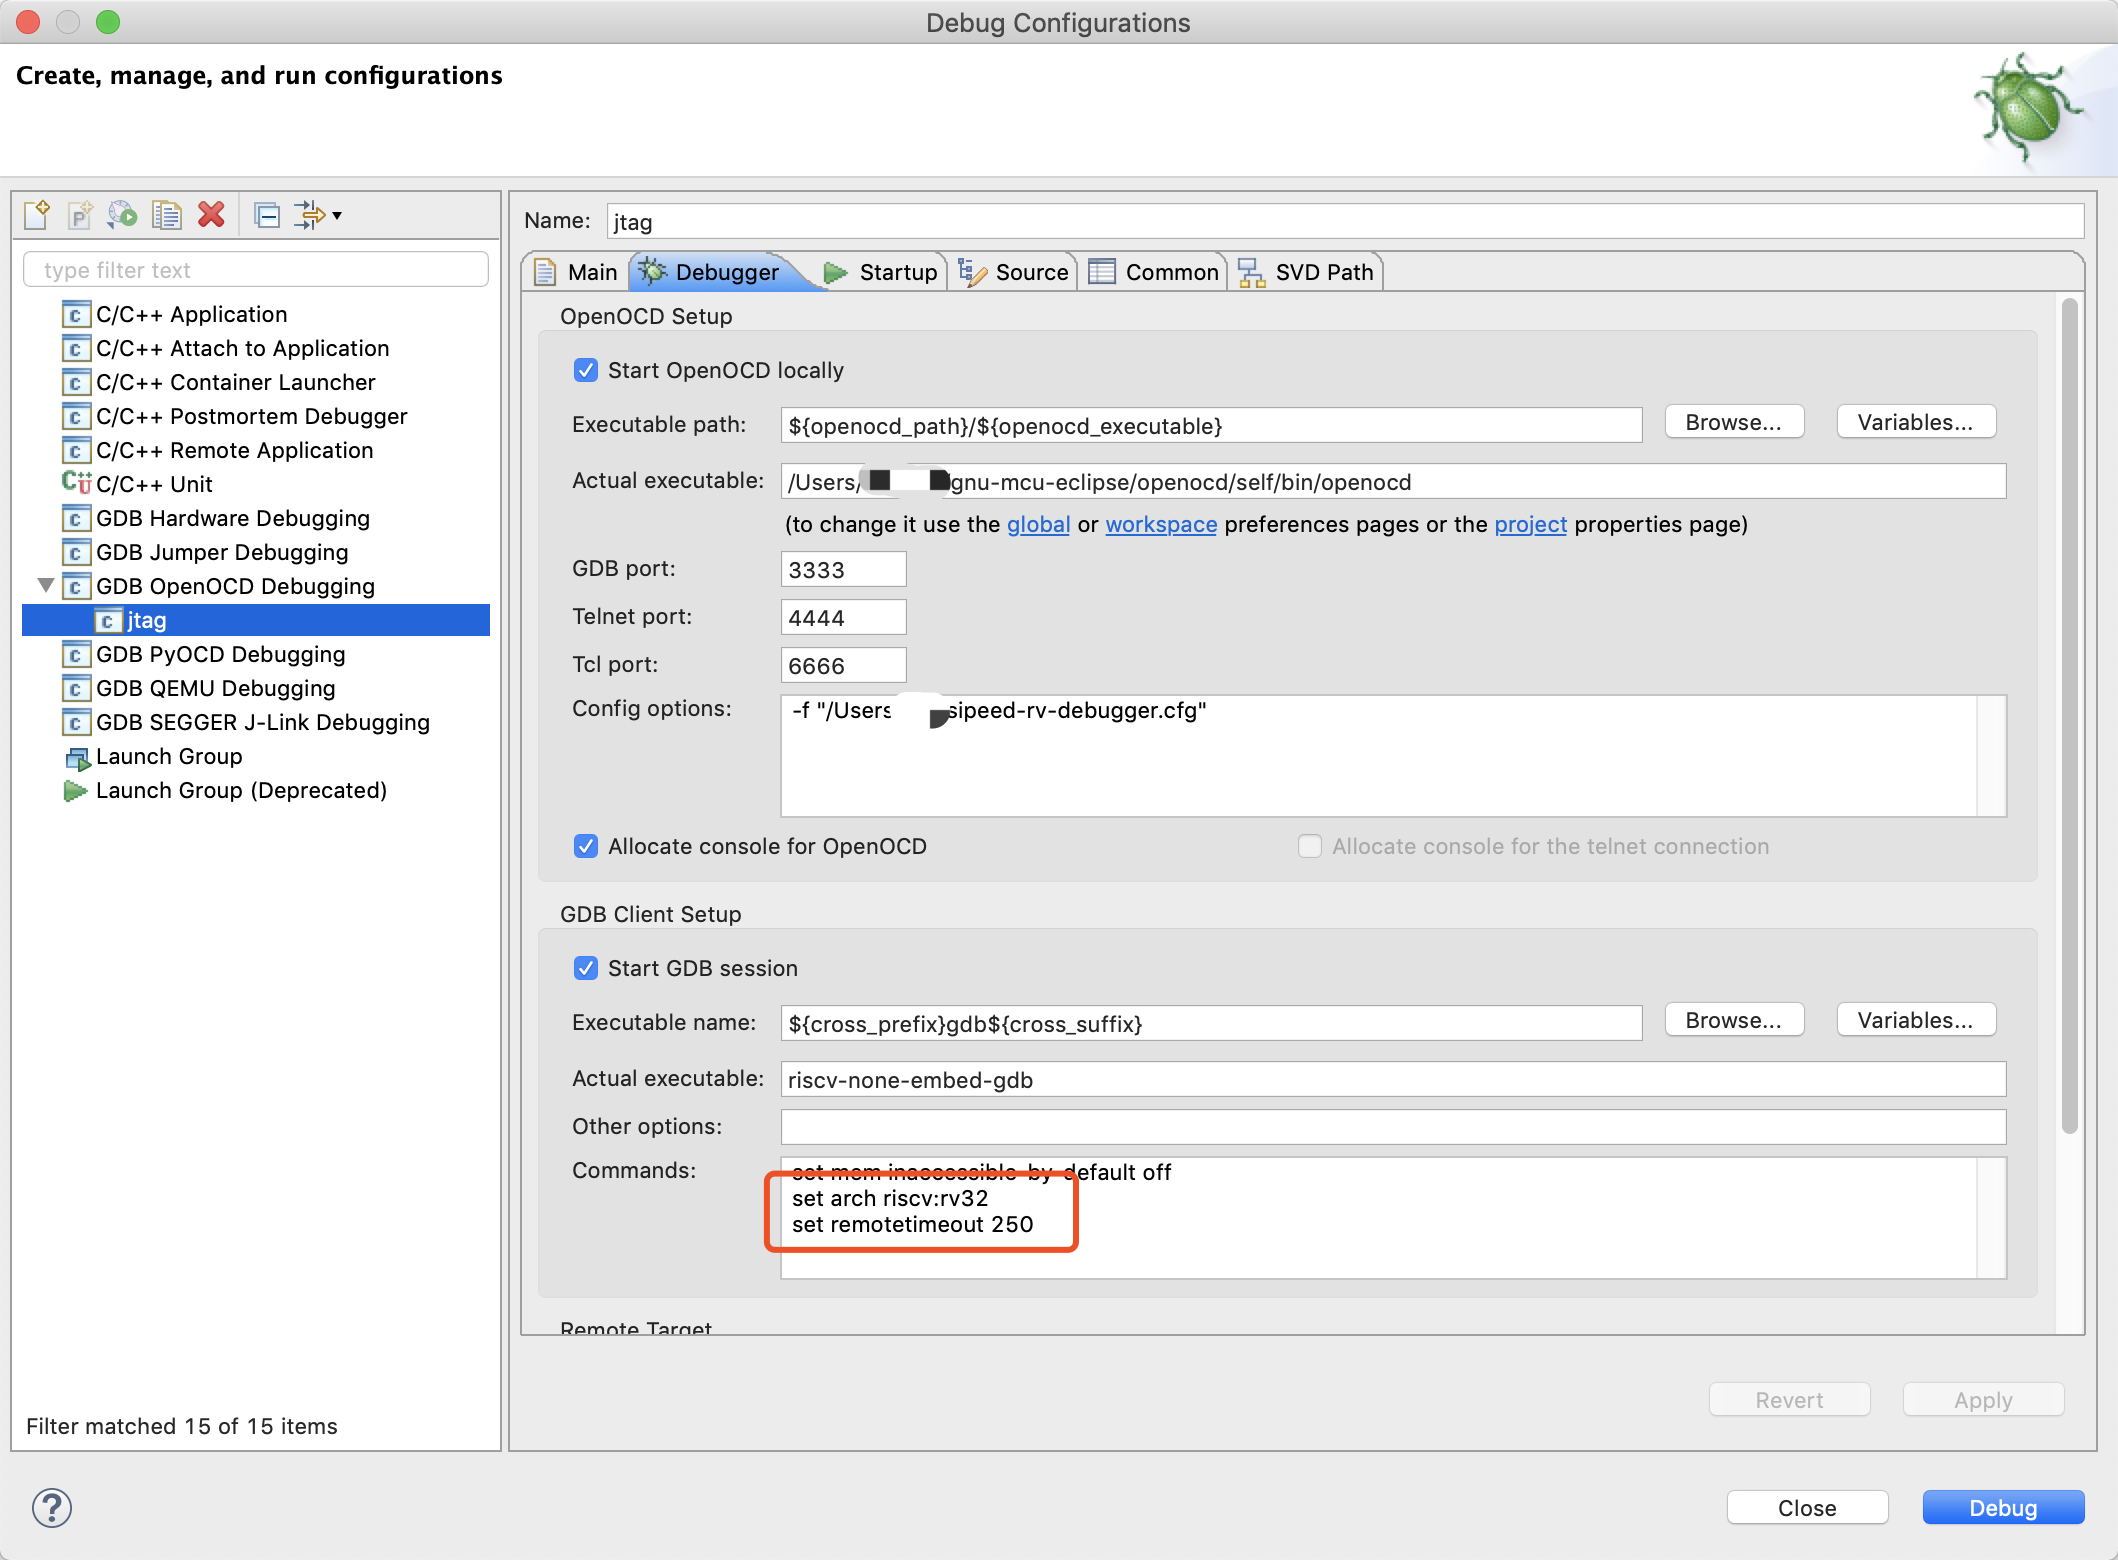 Debug Configurations
Create, manage, and run configurations
type filter text
C/C++ Application
C/C++ Attach to Application
C/C++ Container Launcher
C/C++ Postmortem Debugger
C/C++ Remote Application
C/C++ Unit
GDB Hardware Debugging
GDB Jumper Debugging
GDB OpenOCD Debugging
jtag
GDB PyOCD Debugging
GDB QEMU Debugging
GDB SEGGER J-Link Debugging
Launch Group
Launch Group (Deprecated)
Filter matched 15 of 15 items
Name: jtag
Main Debugger Startup Source Common SVD Path
OpenOCD Setup
Start OpenOCD locally
Executable path: ${openocd_path}/${openocd_executable} Browse... Variables...
Actual executable: /Users/ gnu-mcu-eclipse/openocd/self/bin/openocd
(to change it use the global or workspace preferences pages or the project properties page)
GDB port: 3333
Telnet port: 4444
Tcl port: 6666
Config options: -f "/Users sipeed-rv-debugger.cfg"
Allocate console for OpenOCD Allocate console for the telnet connection
GDB Client Setup
Start GDB session
Executable name: ${cross_prefix}gdb${cross_suffix} Browse... Variables...
Actual executable: riscv-none-embed-gdb
Other options:
Commands: set mem inaccessible-by-default off
set arch riscv:rv32
set remotetimeout 250
Remote Target
Revert Apply
Close Debug